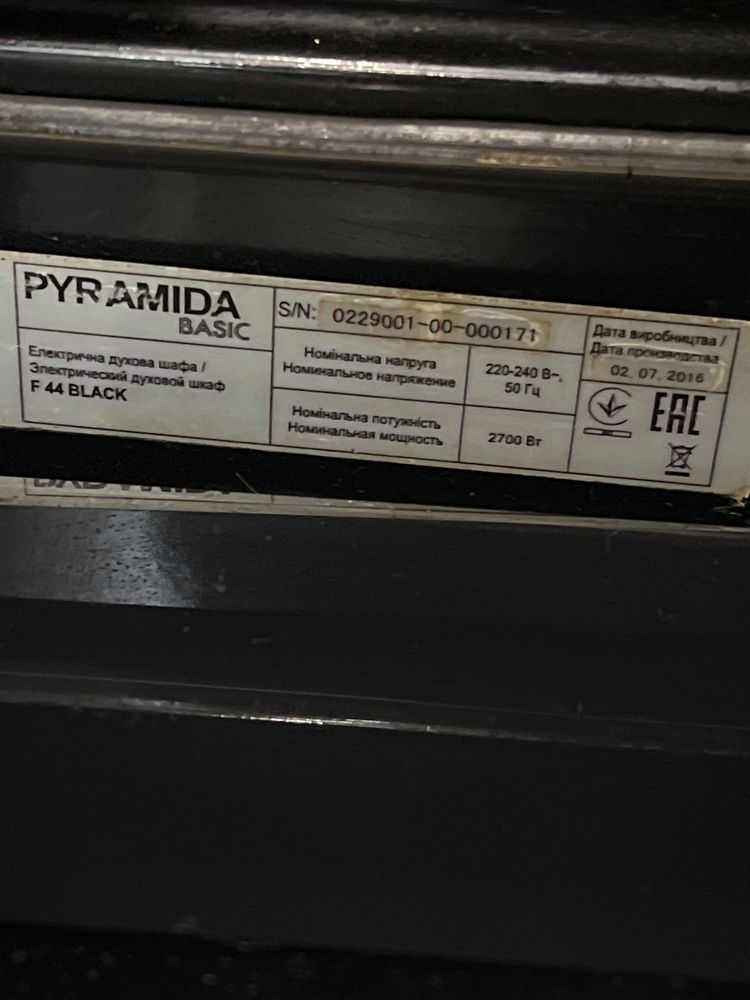 PYRAMIDA
BASIC
Електрична духова шафа /
Электрический духовой шкаф
F 44 BLACK
S/N: 0229001-00-000171
Номінальна напруга
Номинальное напряжение
220-240 В~,
50 Гц
Номінальна потужність
Номинальная мощность
2700 Вт
Дата виробництва /
Дата производства
02. 07. 2016
EAC